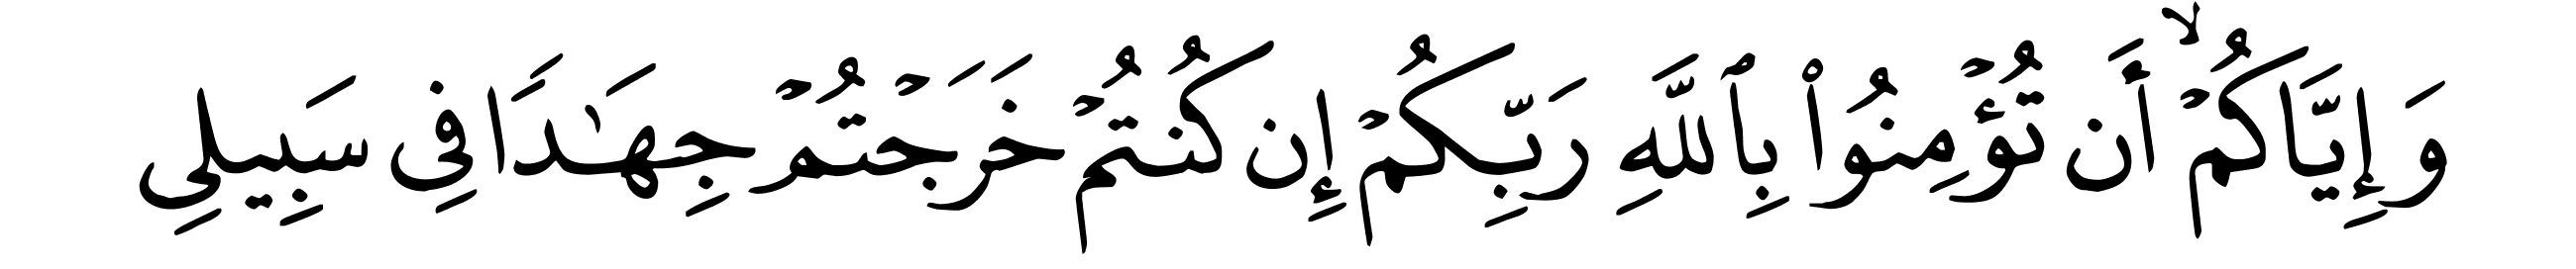 وَإِيَّاكُمْ ۙ أَن تُؤْمِنُوا۟ بِٱللَّهِ رَبِّكُمْ إِن كُنتُمْ خَرَجْتُمْ جِهَـٰدًا فِى سَبِيلِى